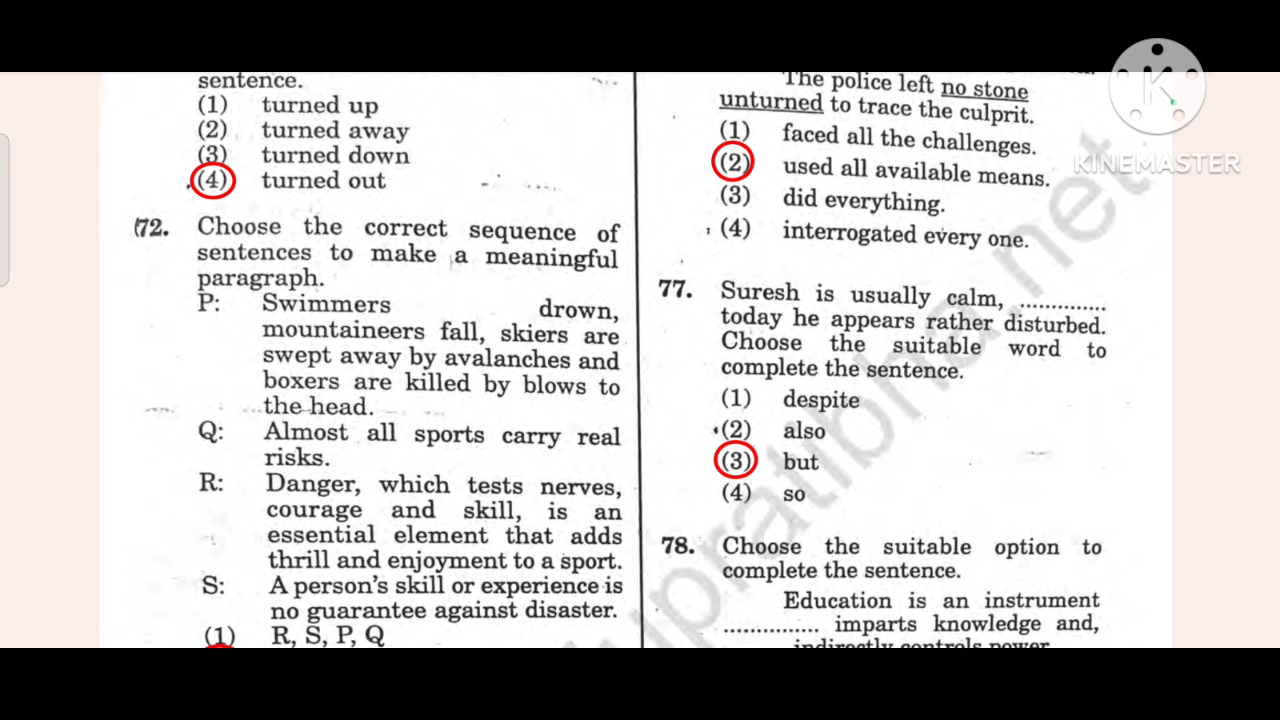 sentence.
(1) turned up
(2) turned away
(3) turned down
(4) turned out
72. Choose the correct sequence of
sentences to make a meaningful
paragraph.
P: Swimmers drown,
mountaineers fall, skiers are
swept away by avalanches and
boxers are killed by blows to
the head.
Q: Almost all sports carry real
risks.
R: Danger, which tests nerves,
courage and skill, is an
essential element that adds
thrill and enjoyment to a sport.
S: A person's skill or experience is
no guarantee against disaster.
(1) R, S, P, Q
The police left no stone
unturned to trace the culprit.
(1) faced all the challenges.
(2) used all available means.
(3) did everything.
(4) interrogated every one.
77. Suresh is usually calm, .............
today he appears rather disturbed.
Choose the suitable word to
complete the sentence.
(1) despite
(2) also
(3) but
(4) so
78. Choose the suitable option to
complete the sentence.
Education is an instrument
............... imparts knowledge and,
indirectly controls power
K
KINEMASTER
pratibha.net